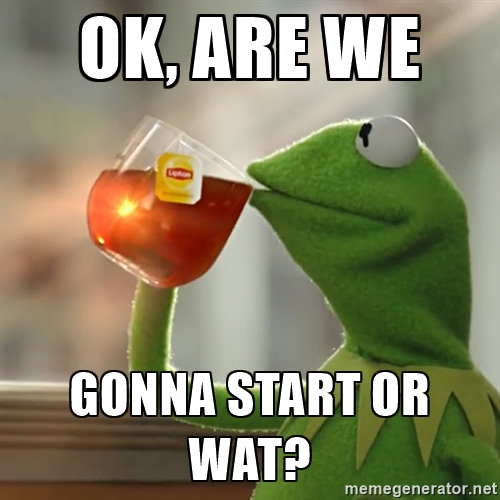 OK, ARE WE
Lipton
GONNA START OR
WAT?
memegenerator.net